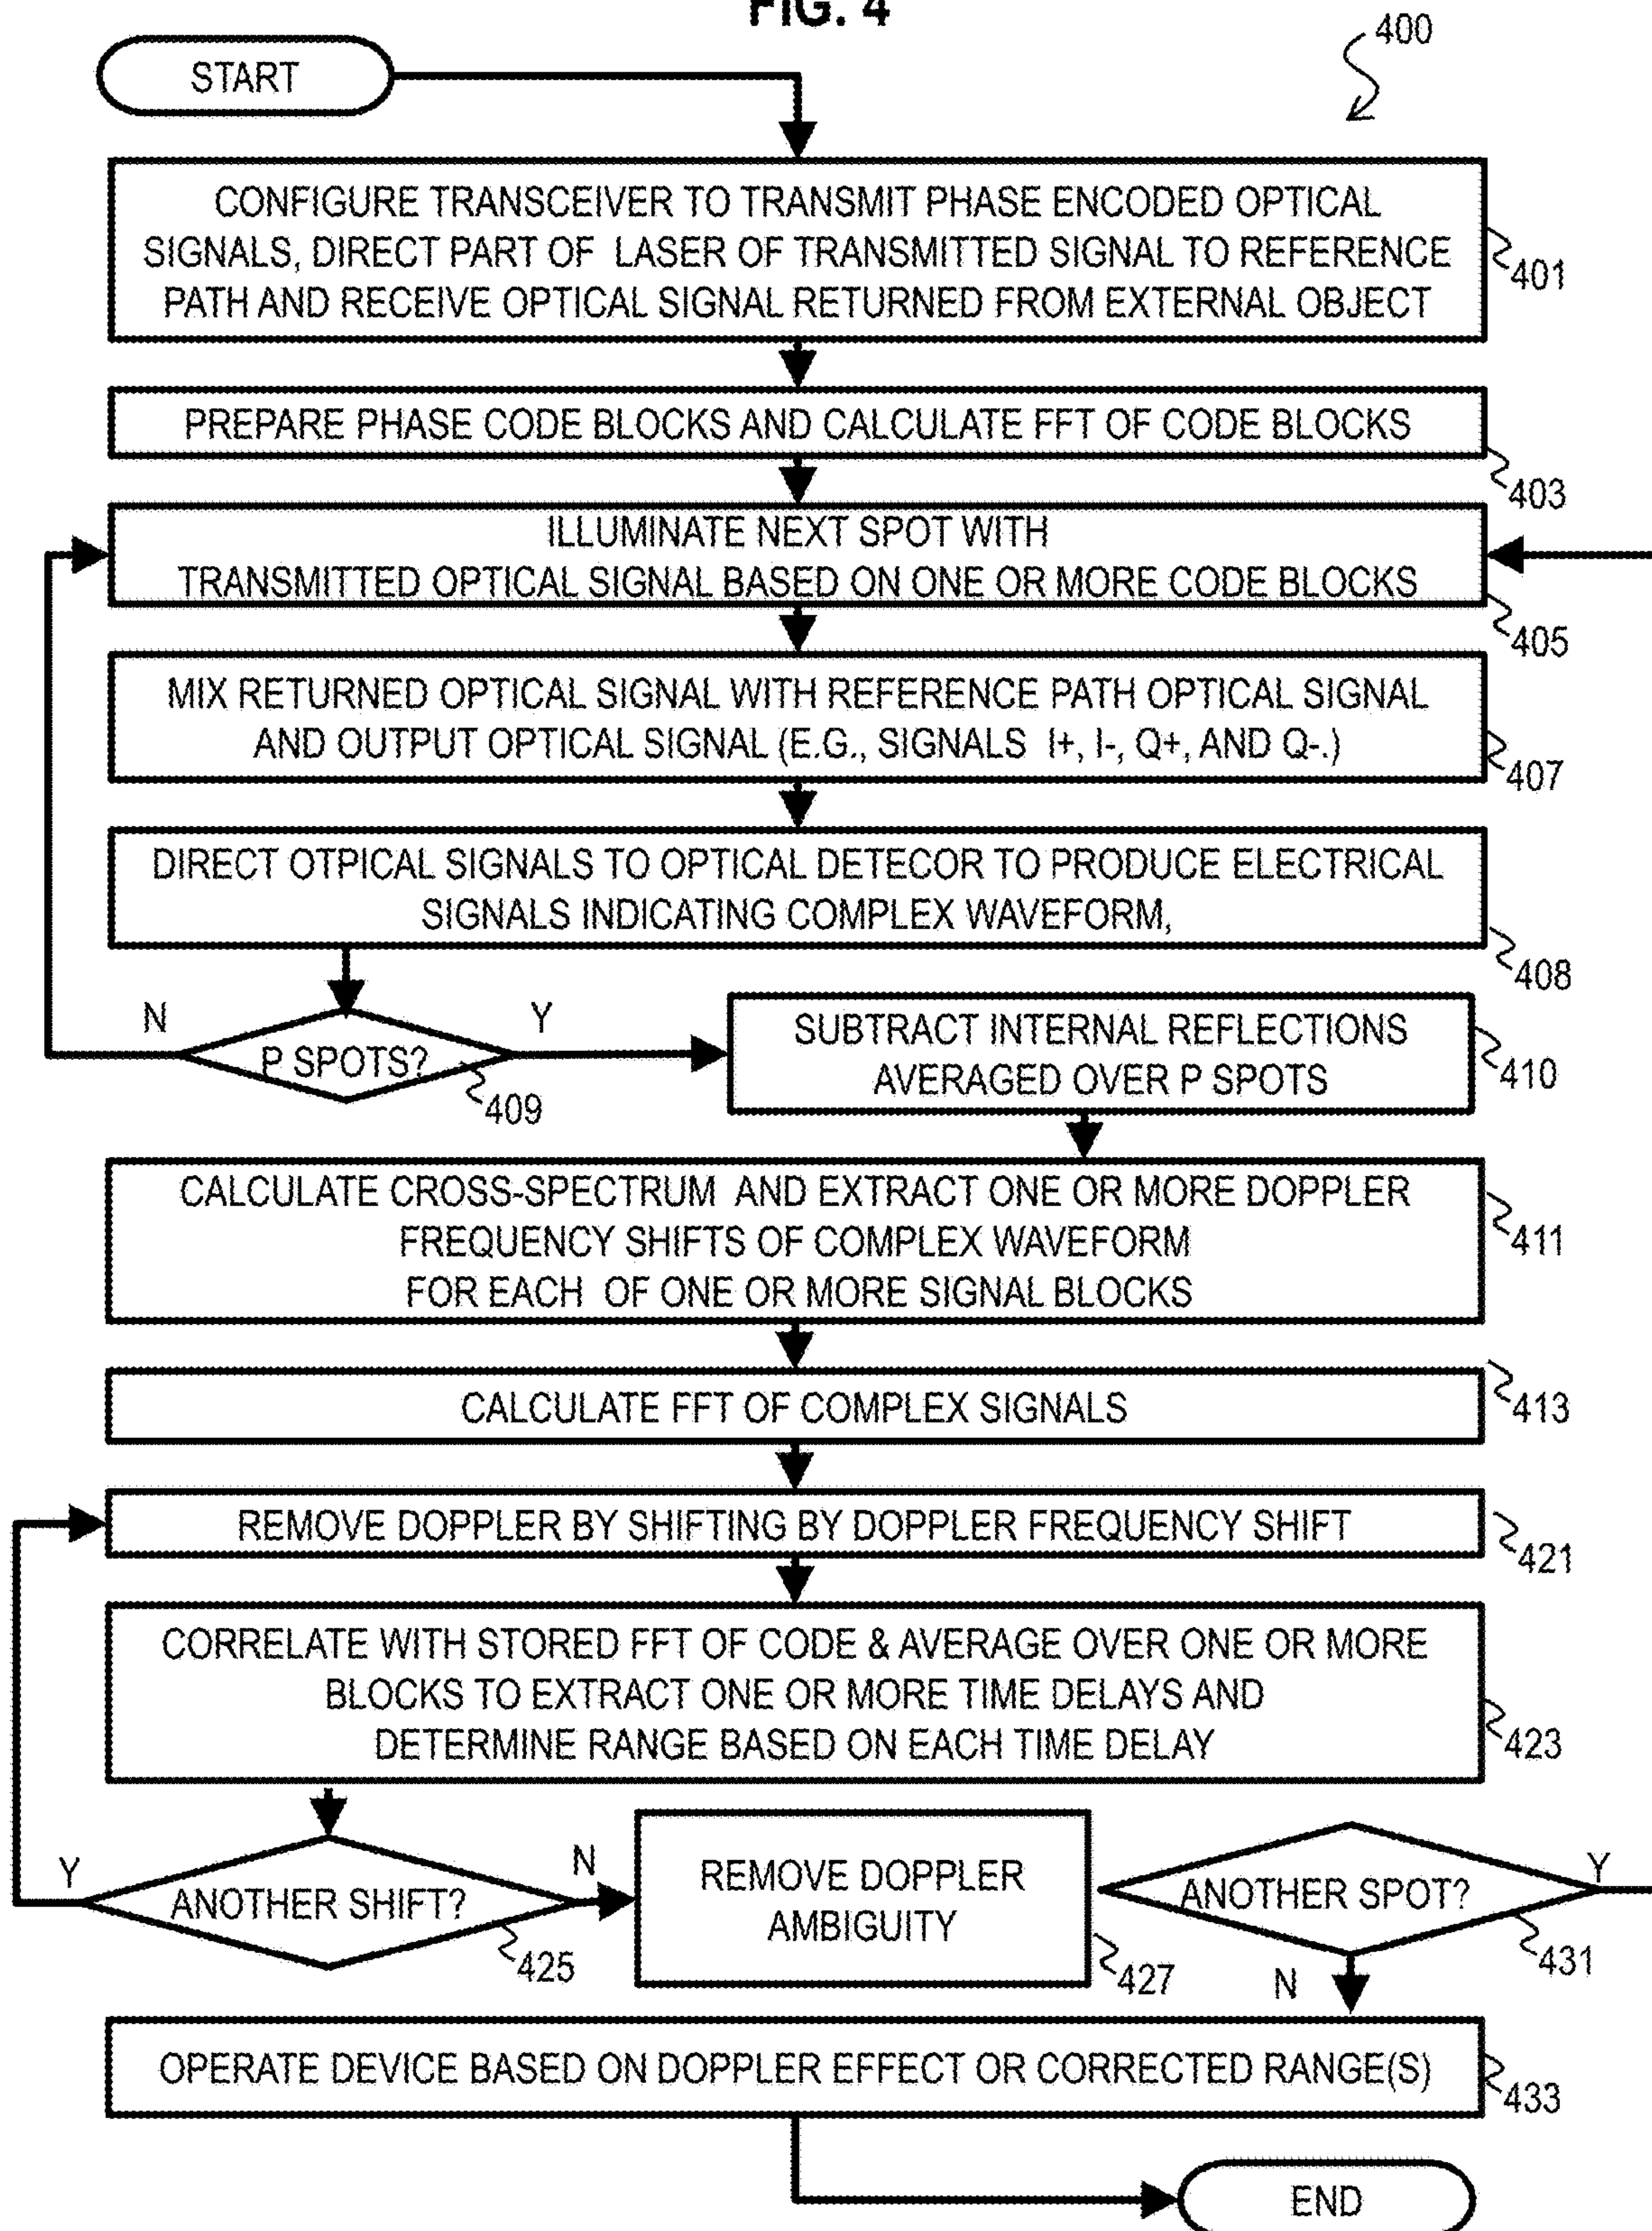 FIG. 4
400
START
CONFIGURE TRANSCEIVER TO TRANSMIT PHASE ENCODED OPTICAL
SIGNALS, DIRECT PART OF LASER OF TRANSMITTED SIGNAL TO REFERENCE
PATH AND RECEIVE OPTICAL SIGNAL RETURNED FROM EXTERNAL OBJECT
401
PREPARE PHASE CODE BLOCKS AND CALCULATE FFT OF CODE BLOCKS
403
ILLUMINATE NEXT SPOT WITH
TRANSMITTED OPTICAL SIGNAL BASED ON ONE OR MORE CODE BLOCKS
405
MIX RETURNED OPTICAL SIGNAL WITH REFERENCE PATH OPTICAL SIGNAL
AND OUTPUT OPTICAL SIGNAL (E.G., SIGNALS I+, I-, Q+, AND Q-.)
407
DIRECT OTPICAL SIGNALS TO OPTICAL DETECOR TO PRODUCE ELECTRICAL
SIGNALS INDICATING COMPLEX WAVEFORM,
408
N
P SPOTS?
Y
409
SUBTRACT INTERNAL REFLECTIONS
AVERAGED OVER P SPOTS
410
CALCULATE CROSS-SPECTRUM AND EXTRACT ONE OR MORE DOPPLER
FREQUENCY SHIFTS OF COMPLEX WAVEFORM
FOR EACH OF ONE OR MORE SIGNAL BLOCKS
411
CALCULATE FFT OF COMPLEX SIGNALS
413
REMOVE DOPPLER BY SHIFTING BY DOPPLER FREQUENCY SHIFT
421
CORRELATE WITH STORED FFT OF CODE & AVERAGE OVER ONE OR MORE
BLOCKS TO EXTRACT ONE OR MORE TIME DELAYS AND
DETERMINE RANGE BASED ON EACH TIME DELAY
423
Y
ANOTHER SHIFT?
N
425
REMOVE DOPPLER
AMBIGUITY
427
ANOTHER SPOT?
Y
431
N
OPERATE DEVICE BASED ON DOPPLER EFFECT OR CORRECTED RANGE(S)
433
END